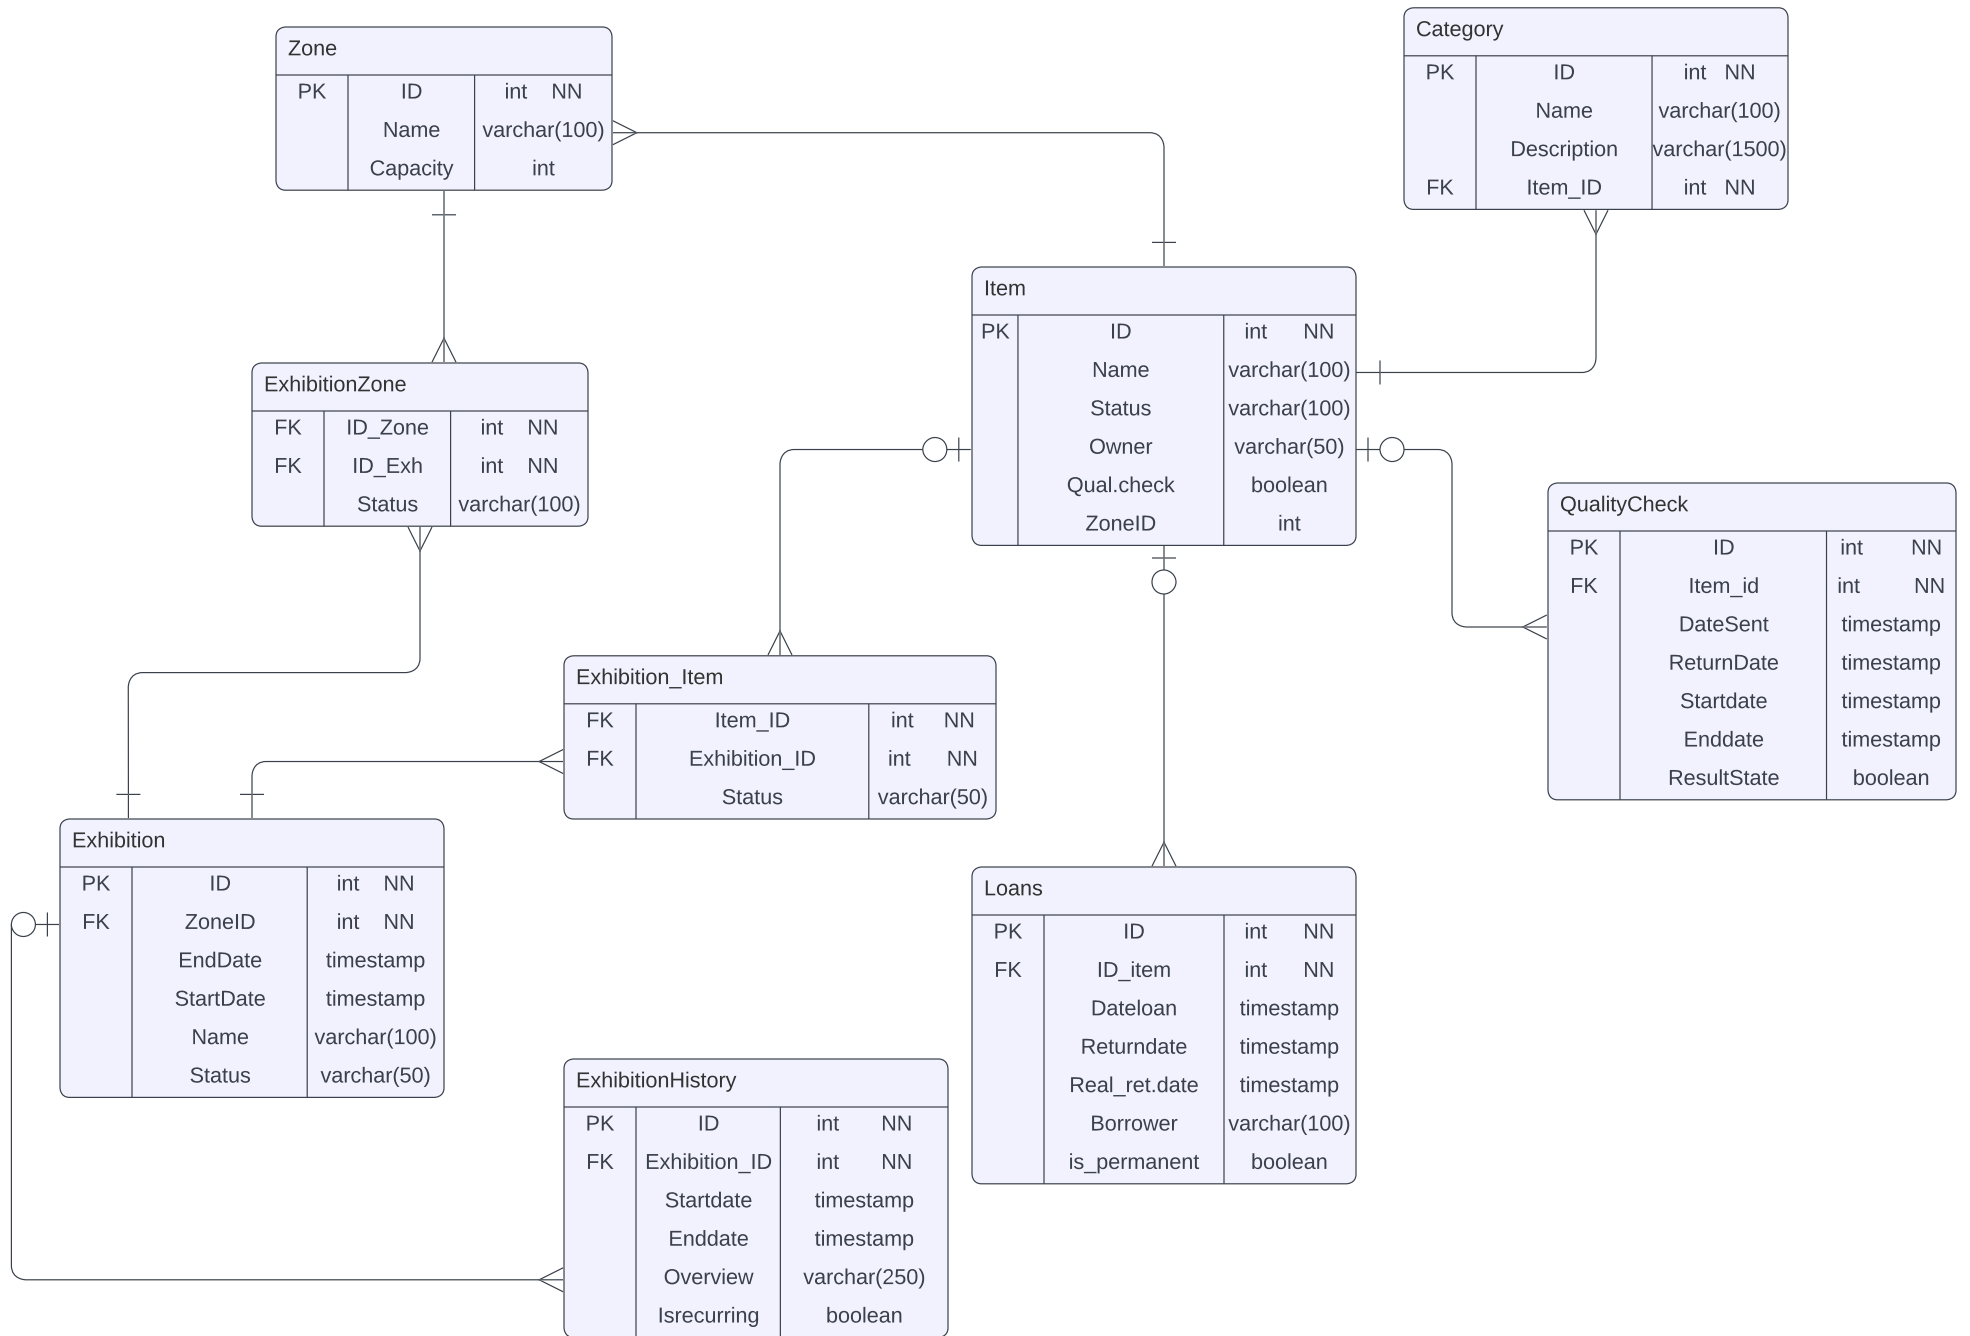 Zone
PK ID int NN
Name varchar(100)
Capacity int
Category
PK ID int NN
Name varchar(100)
Description varchar(1500)
FK Item_ID int NN
Item
PK ID int NN
Name varchar(100)
Status varchar(100)
Owner varchar(50)
Qual.check boolean
ZoneID int
ExhibitionZone
FK ID_Zone int NN
FK ID_Exh int NN
Status varchar(100)
QualityCheck
PK ID int NN
FK Item_id int NN
DateSent timestamp
ReturnDate timestamp
Startdate timestamp
Enddate timestamp
ResultState boolean
Exhibition_Item
FK Item_ID int NN
FK Exhibition_ID int NN
Status varchar(50)
Exhibition
PK ID int NN
FK ZoneID int NN
EndDate timestamp
StartDate timestamp
Name varchar(100)
Status varchar(50)
Loans
PK ID int NN
FK ID_item int NN
Dateloan timestamp
Returndate timestamp
Real_ret.date timestamp
Borrower varchar(100)
is_permanent boolean
ExhibitionHistory
PK ID int NN
FK Exhibition_ID int NN
Startdate timestamp
Enddate timestamp
Overview varchar(250)
Isrecurring boolean